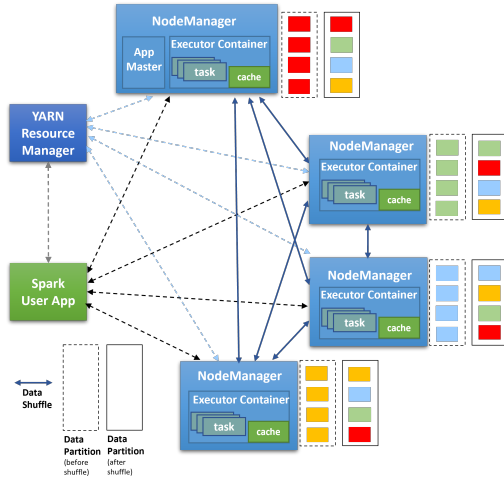 NodeManager
App
Master
Executor Container
task
cache
YARN
Resource
Manager
NodeManager
Executor Container
task
cache
Spark
User App
NodeManager
Executor Container
task
cache
NodeManager
Executor Container
task
cache
Data
Shuffle
Data
Partition
(before
shuffle)
Data
Partition
(after
shuffle)